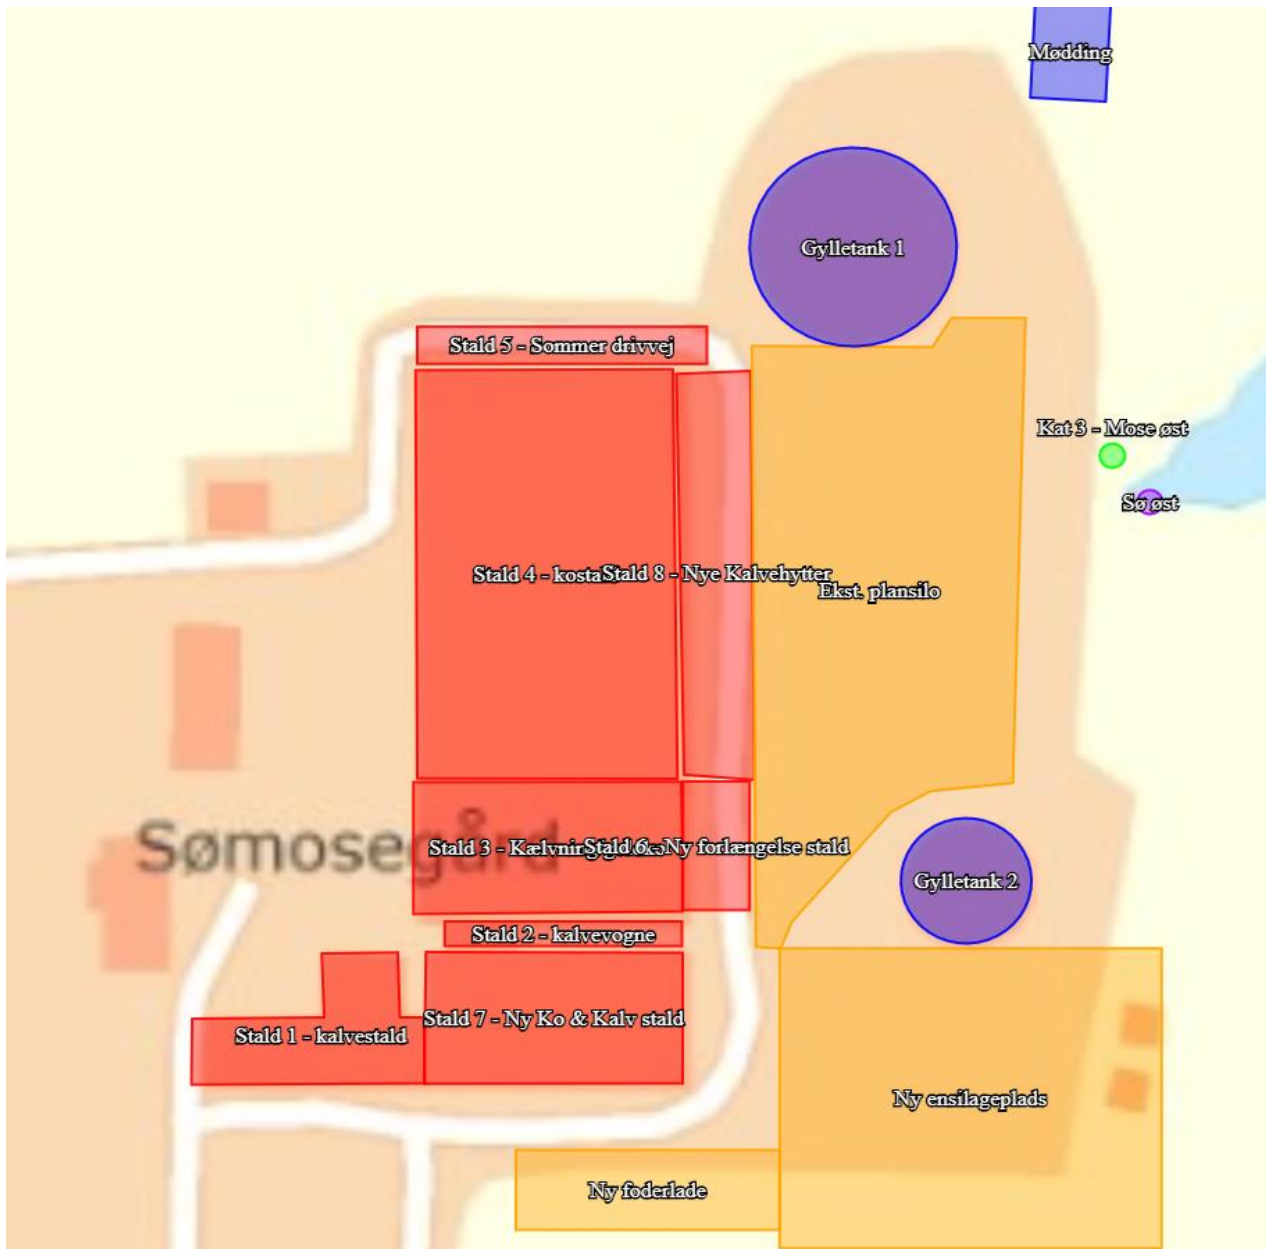 Mødding
Gylletank 1
Stald 5 - Sommer drivvej
Kat 3 - Mose øst
Sø øst
Stald 4 - kosta
Stald 8 - Nye Kalvehytter
Ekst. plansilo
Sømosegård
Stald 3 -
Stald 6 - Ny forlængelse stald
Gylletank 2
Stald 2 - kalvevogne
Stald 7 - Ny Ko & Kalv stald
Stald 1 - kalvestald
Ny ensilageplads
Ny foderlade